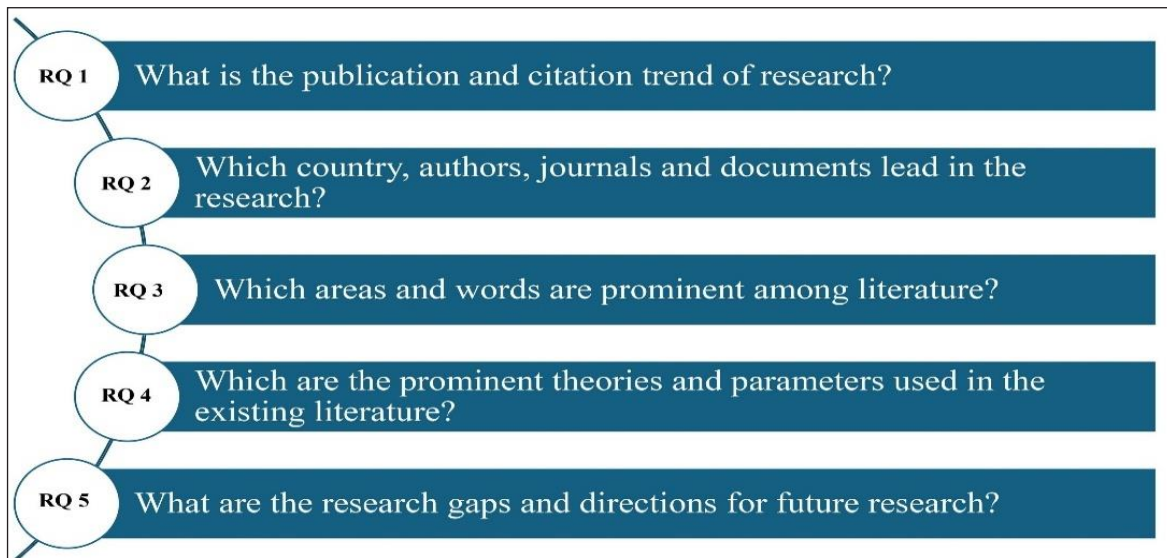 RQ 1
What is the publication and citation trend of research?
RQ 2
Which country, authors, journals and documents lead in the
research?
RQ 3
Which areas and words are prominent among literature?
RQ 4
Which are the prominent theories and parameters used in the
existing literature?
RQ 5
What are the research gaps and directions for future research?